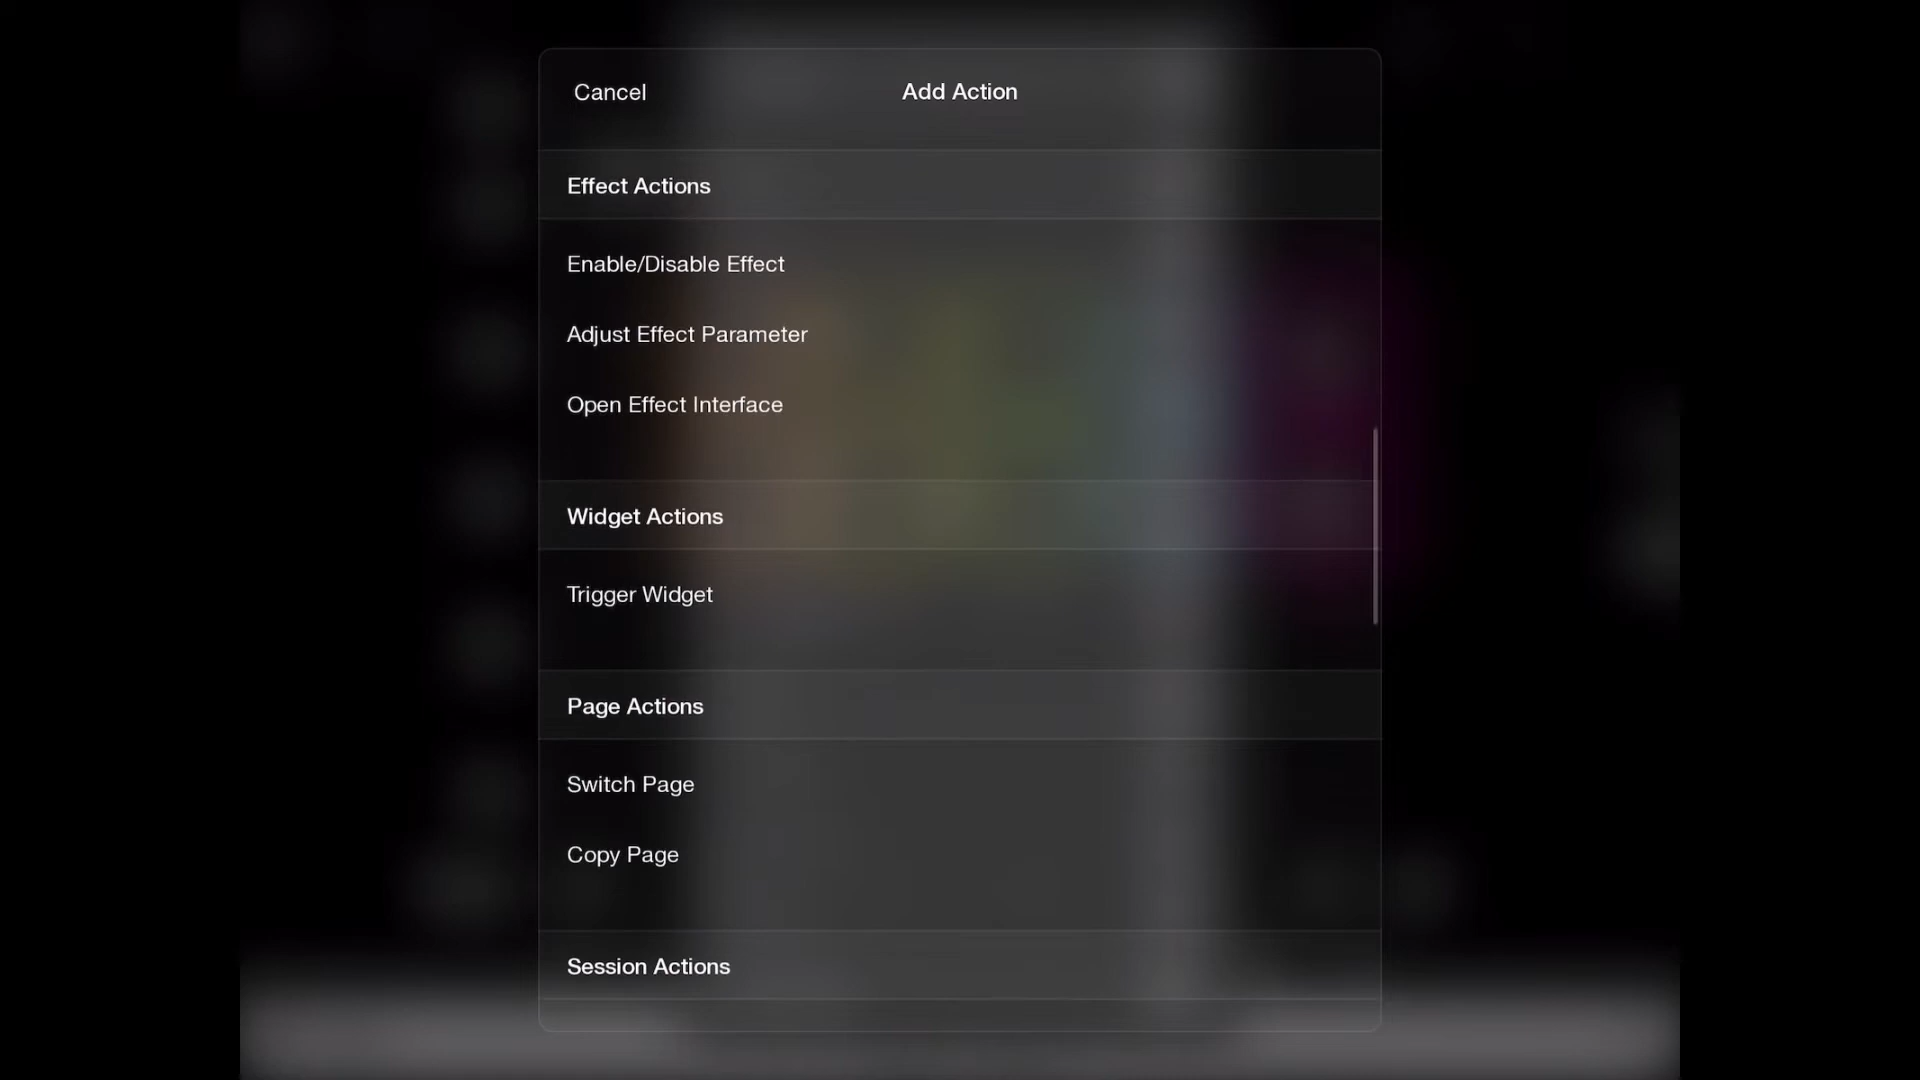 Cancel
Add Action
Effect Actions
Enable/Disable Effect
Adjust Effect Parameter
Open Effect Interface
Widget Actions
Trigger Widget
Page Actions
Switch Page
Copy Page
Session Actions